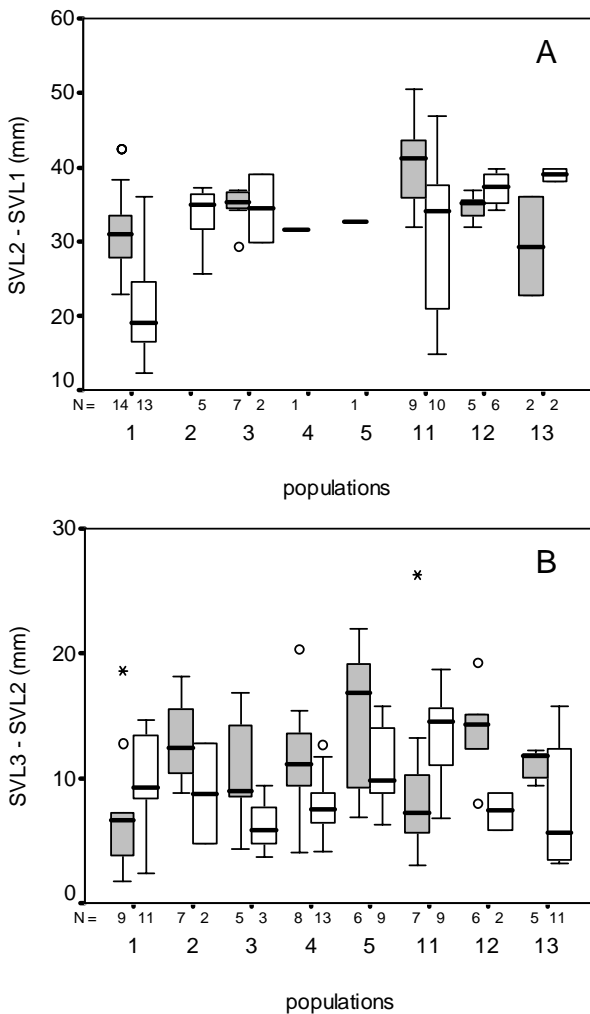 A
SVL2 - SVL1 (mm)
60
50
40
30
20
10
N = 14 13 5 7 2 1 1 9 10 5 6 2 2
1 2 3 4 5 11 12 13
populations
B
SVL3 - SVL2 (mm)
30
20
10
0
N = 9 11 7 2 5 3 8 13 6 9 7 9 6 2 5 11
1 2 3 4 5 11 12 13
populations